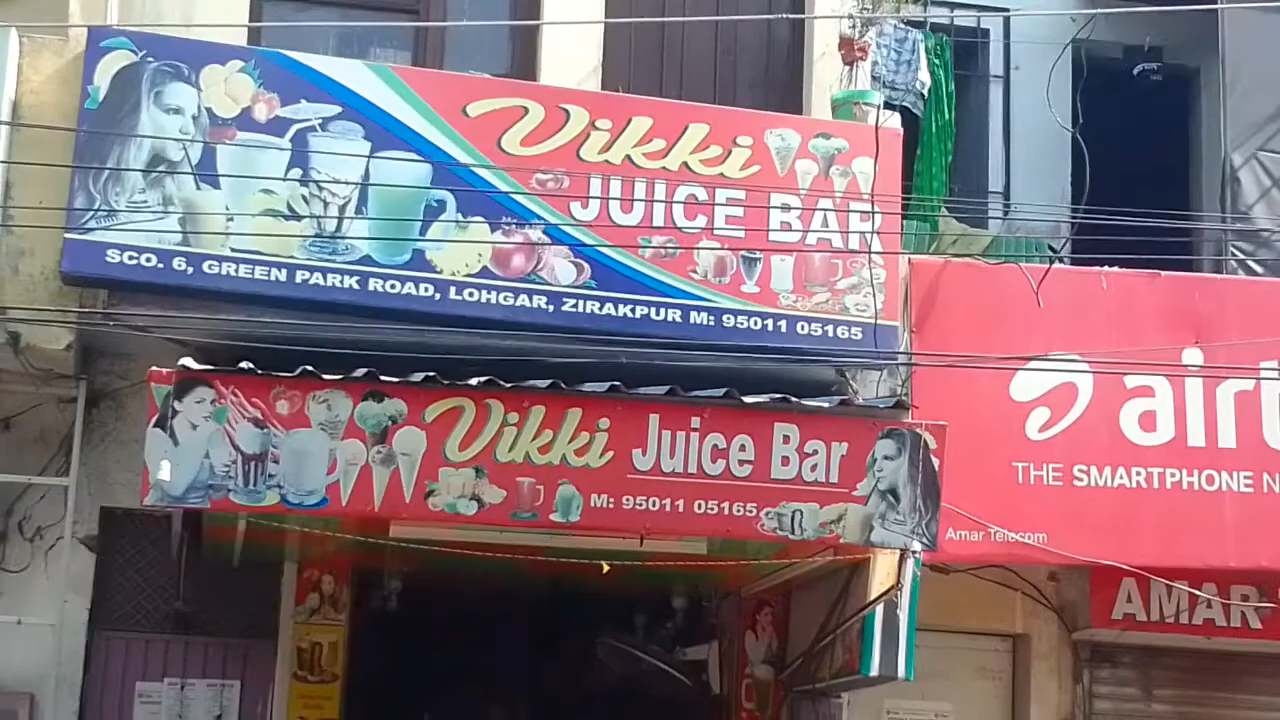 Vikki
JUICE BAR
SCO. 6, GREEN PARK ROAD, LOHGAR, ZIRAKPUR M: 95011 05165
Vikki Juice Bar
M: 95011 05165
airt
THE SMARTPHONE N
Amar Telecom
AMAR